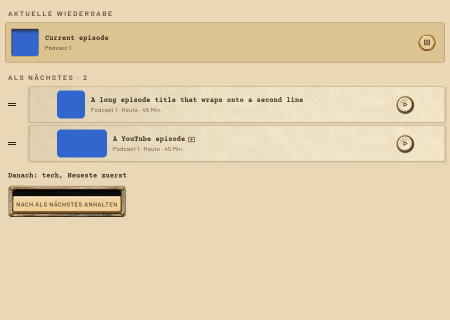 AKTUELLE WIEDERGABE
Current episode
Podcast 1
ALS NÄCHSTES · 2
A long episode title that wraps onto a second line
Podcast 1 · Heute · 45 Min.
A YouTube episode
Podcast 1 · Heute · 45 Min.
Danach: tech, Neueste zuerst
NACH ALS NÄCHSTES ANHALTEN